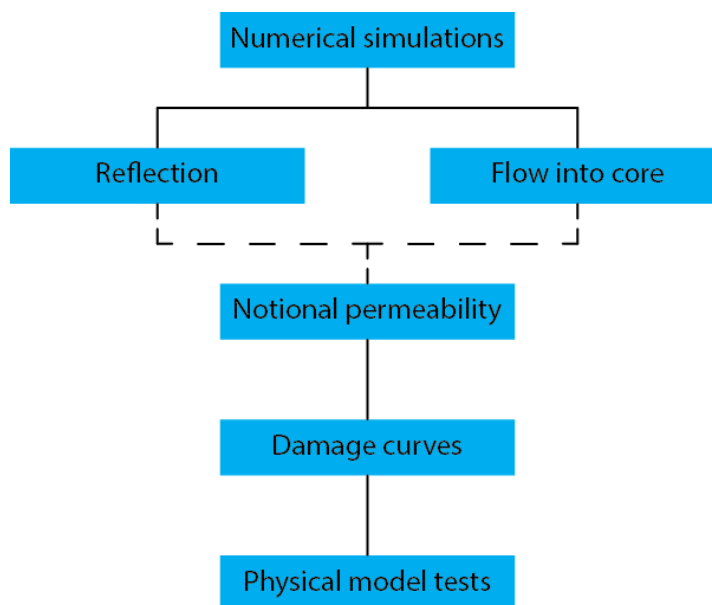 Numerical simulations
Reflection
Flow into core
Notional permeability
Damage curves
Physical model tests